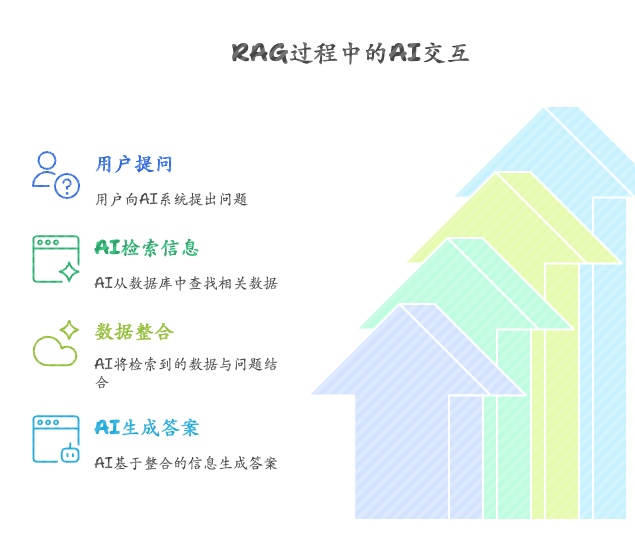 RAG过程中的AI交互
用户提问
用户向AI系统提出问题
AI检索信息
AI从数据库中查找相关数据
数据整合
AI将检索到的数据与问题结
合
AI生成答案
AI基于整合的信息生成答案